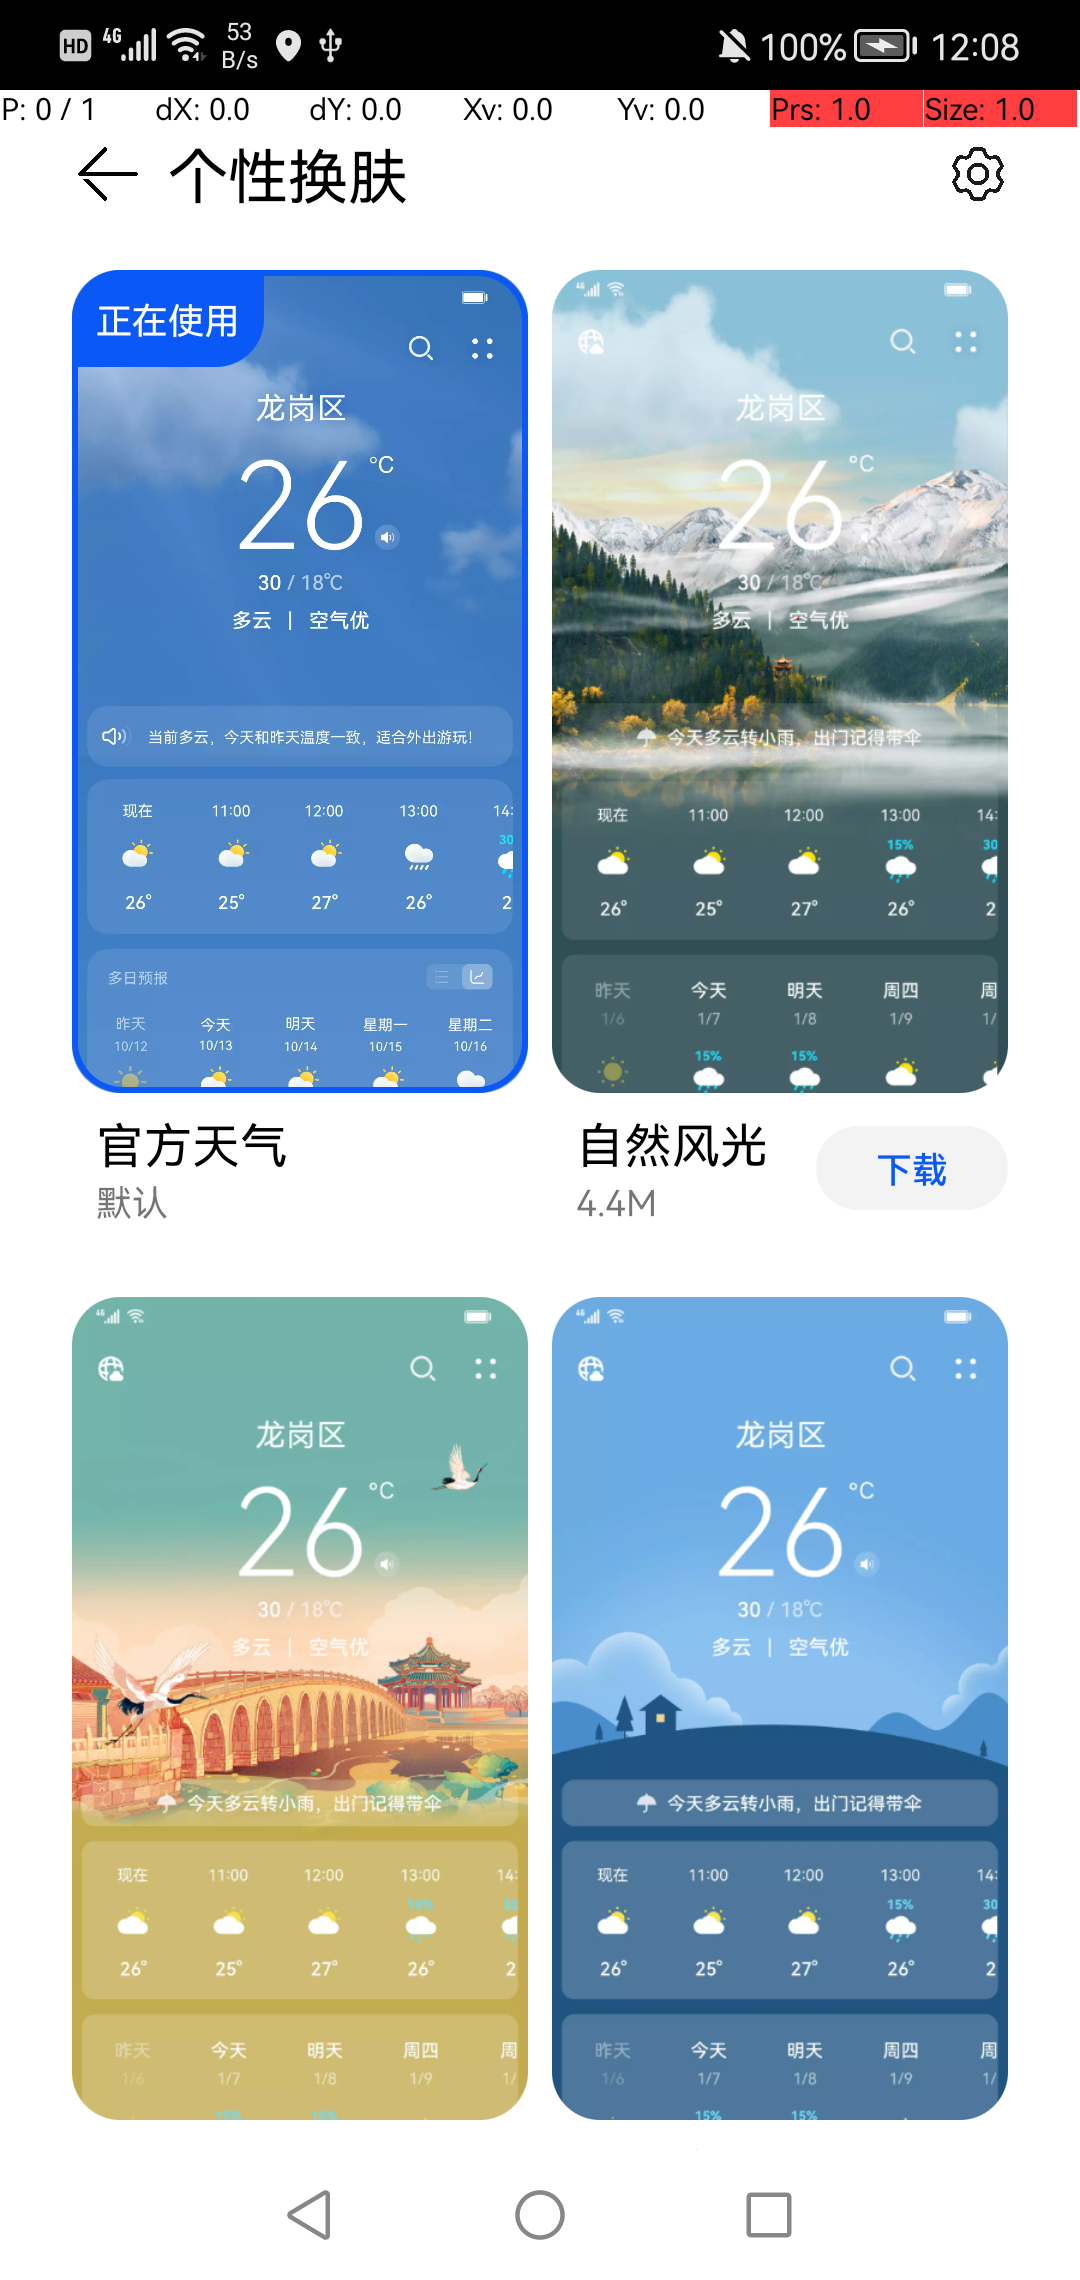 HD 4G 53 B/s 100% 12:08
P: 0 / 1 dX: 0.0 dY: 0.0 Xv: 0.0 Yv: 0.0 Prs: 1.0 Size: 1.0
个性换肤
正在使用
龙岗区
26 °C
30 / 18℃
多云 | 空气优
当前多云，今天和昨天温度一致，适合外出游玩！
现在 11:00 12:00 13:00 14:
30
26° 25° 27° 26° 2
多日预报
昨天 今天 明天 星期一 星期二
10/12 10/13 10/14 10/15 10/16
官方天气
默认
4G
龙岗区
26 °C
30 / 18℃
多云 | 空气优
今天多云转小雨，出门记得带伞
现在 11:00 12:00 13:00 14:
15% 30
26° 25° 27° 26° 2
昨天 今天 明天 周四 周
1/6 1/7 1/8 1/9 1/
15% 15%
自然风光
4.4M
下载
4G
龙岗区
26 °C
30 / 18℃
多云 | 空气优
今天多云转小雨，出门记得带伞
现在 11:00 12:00 13:00 14:
15% 30
26° 25° 27° 26° 2
昨天 今天 明天 周四 周
1/6 1/7 1/8 1/9 1/
15% 15%
4G
龙岗区
26 °C
30 / 18℃
多云 | 空气优
今天多云转小雨，出门记得带伞
现在 11:00 12:00 13:00 14:
15% 30
26° 25° 27° 26° 2
昨天 今天 明天 周四 周
1/6 1/7 1/8 1/9 1/
15% 15%